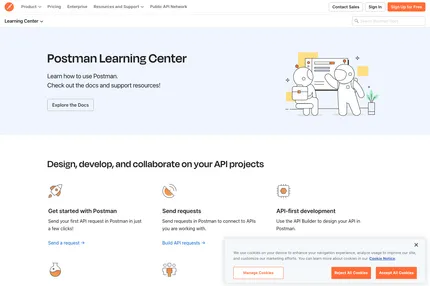 Product
Pricing
Enterprise
Resources and Support
Public API Network
Contact Sales
Sign In
Sign Up for Free
Learning Center
Postman Learning Center
Learn how to use Postman.
Check out the docs and support resources!
Explore the Docs
Design, develop, and collaborate on your API projects
Get started with Postman
Send your first API request in Postman in just
a few clicks!
Send a request →
Send requests
Send requests in Postman to connect to APIs
you are working with.
Build API requests →
API-first development
Use the API Builder to design your API in
Postman.
We use cookies on your device to enhance your navigation experience, analyze usage to improve our site,
and customize our marketing efforts. You can learn more about cookies in our Cookie Notice.
Manage Cookies
Reject All Cookies
Accept All Cookies